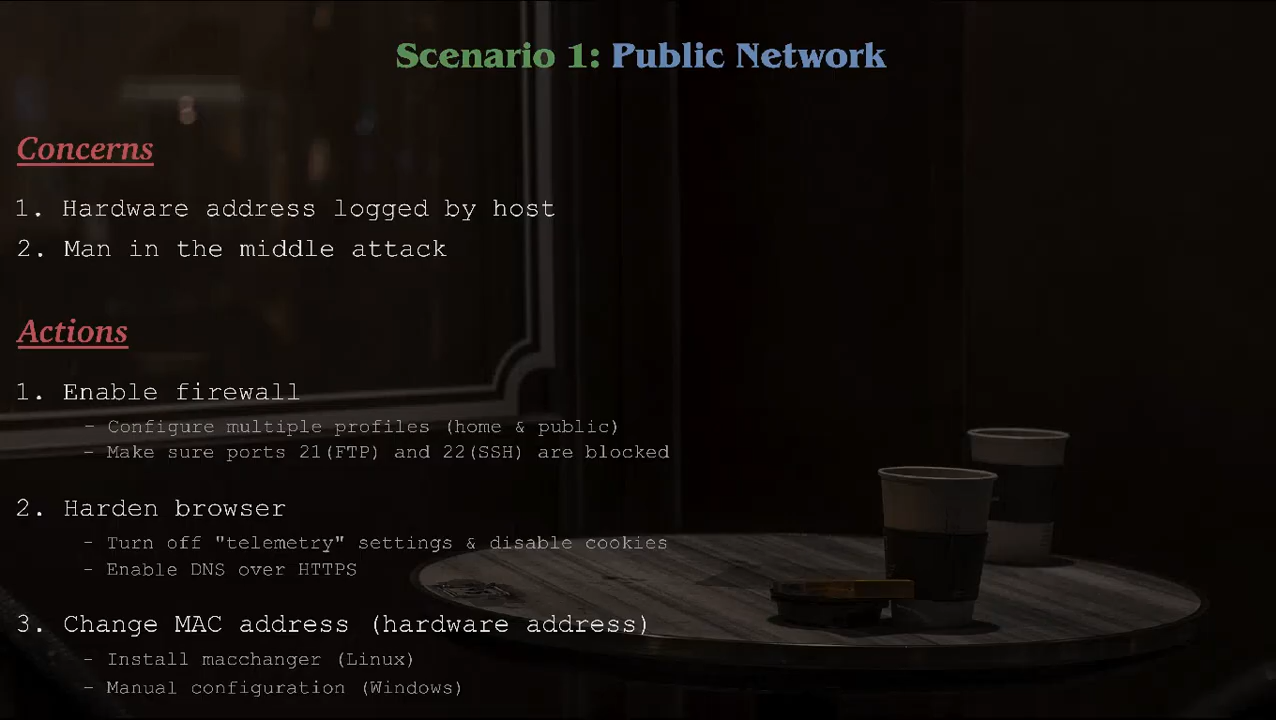 Scenario 1: Public Network
Concerns
1. Hardware address logged by host
2. Man in the middle attack
Actions
1. Enable firewall
- Configure multiple profiles (home & public)
- Make sure ports 21(FTP) and 22(SSH) are blocked
2. Harden browser
- Turn off "telemetry" settings & disable cookies
- Enable DNS over HTTPS
3. Change MAC address (hardware address)
- Install macchanger (Linux)
- Manual configuration (Windows)